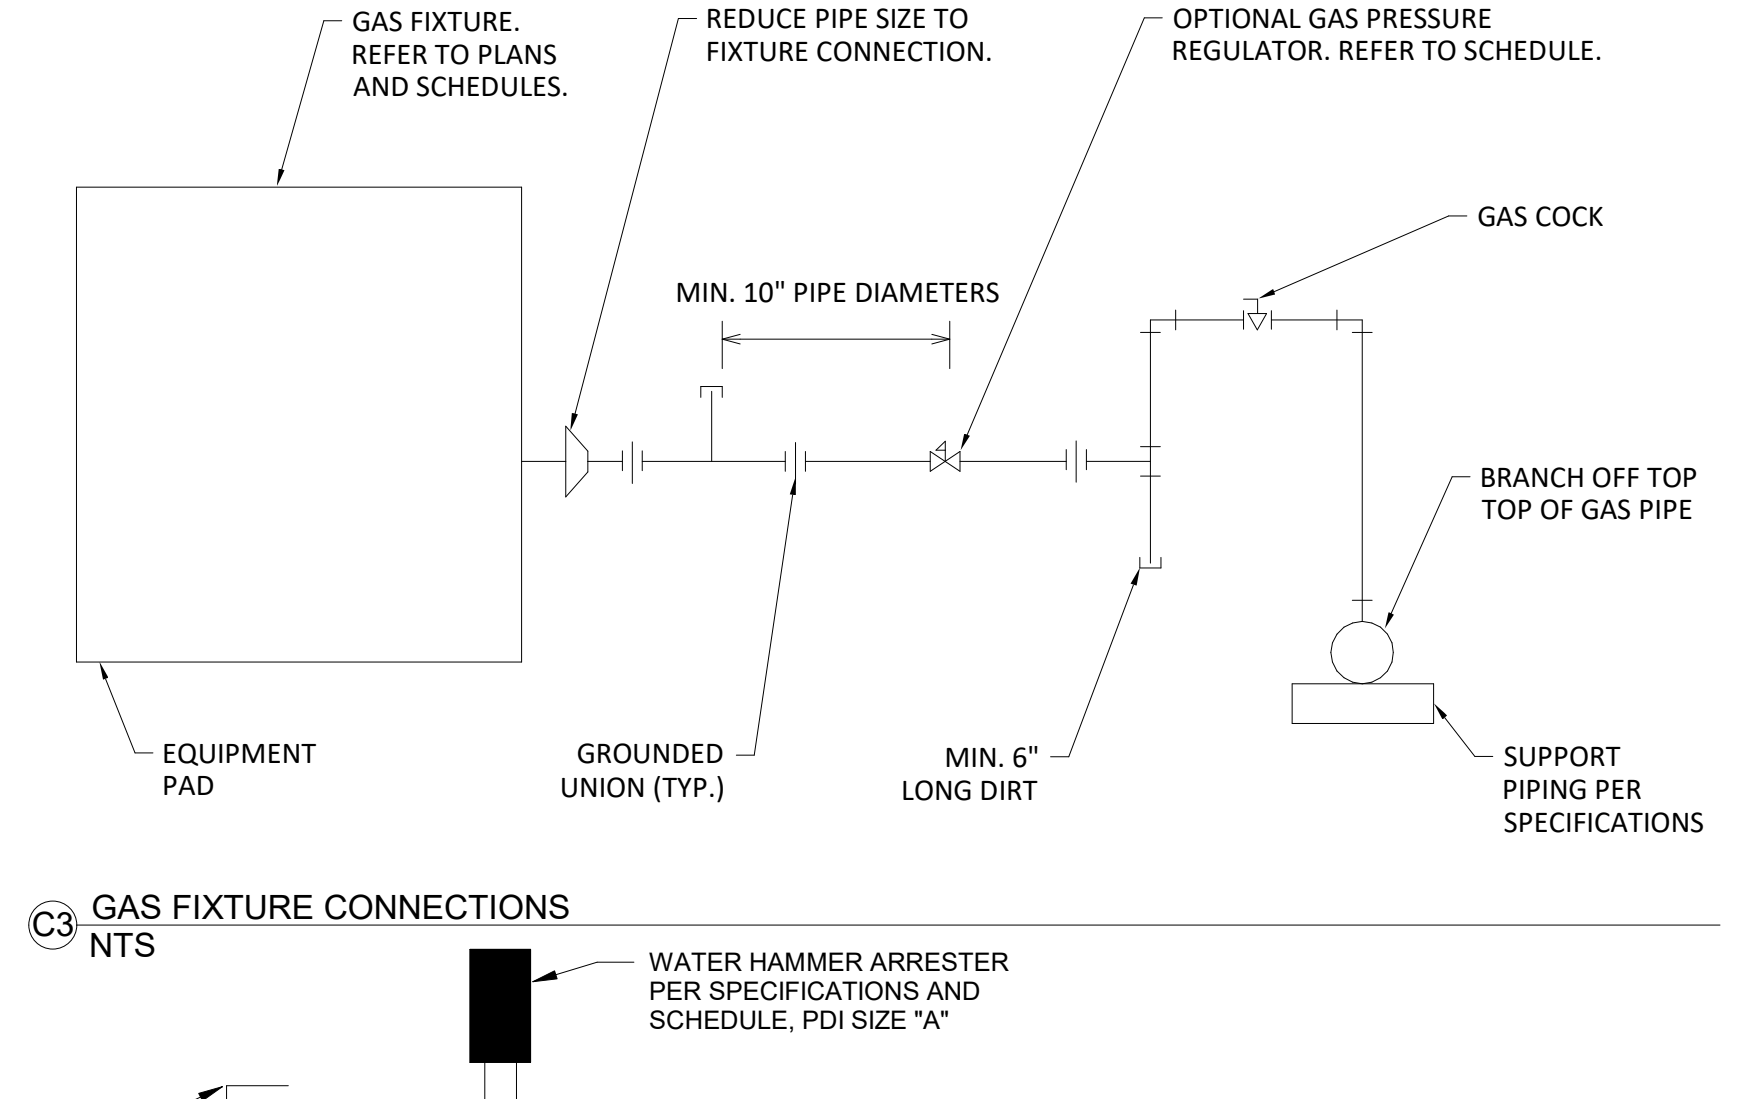 GAS FIXTURE.
REFER TO PLANS
AND SCHEDULES.
REDUCE PIPE SIZE TO
FIXTURE CONNECTION.
OPTIONAL GAS PRESSURE
REGULATOR. REFER TO SCHEDULE.
GAS COCK
MIN. 10" PIPE DIAMETERS
BRANCH OFF TOP
TOP OF GAS PIPE
EQUIPMENT
PAD
GROUNDED
UNION (TYP.)
MIN. 6"
LONG DIRT
SUPPORT
PIPING PER
SPECIFICATIONS
C3
GAS FIXTURE CONNECTIONS
NTS
WATER HAMMER ARRESTER
PER SPECIFICATIONS AND
SCHEDULE, PDI SIZE "A"